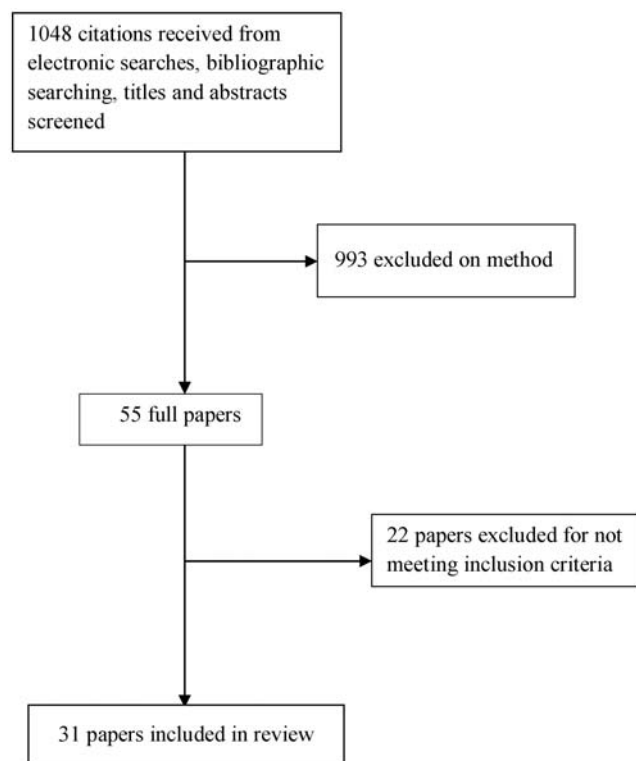 1048 citations received from
electronic searches, bibliographic
searching, titles and abstracts
screened
993 excluded on method
55 full papers
22 papers excluded for not
meeting inclusion criteria
31 papers included in review